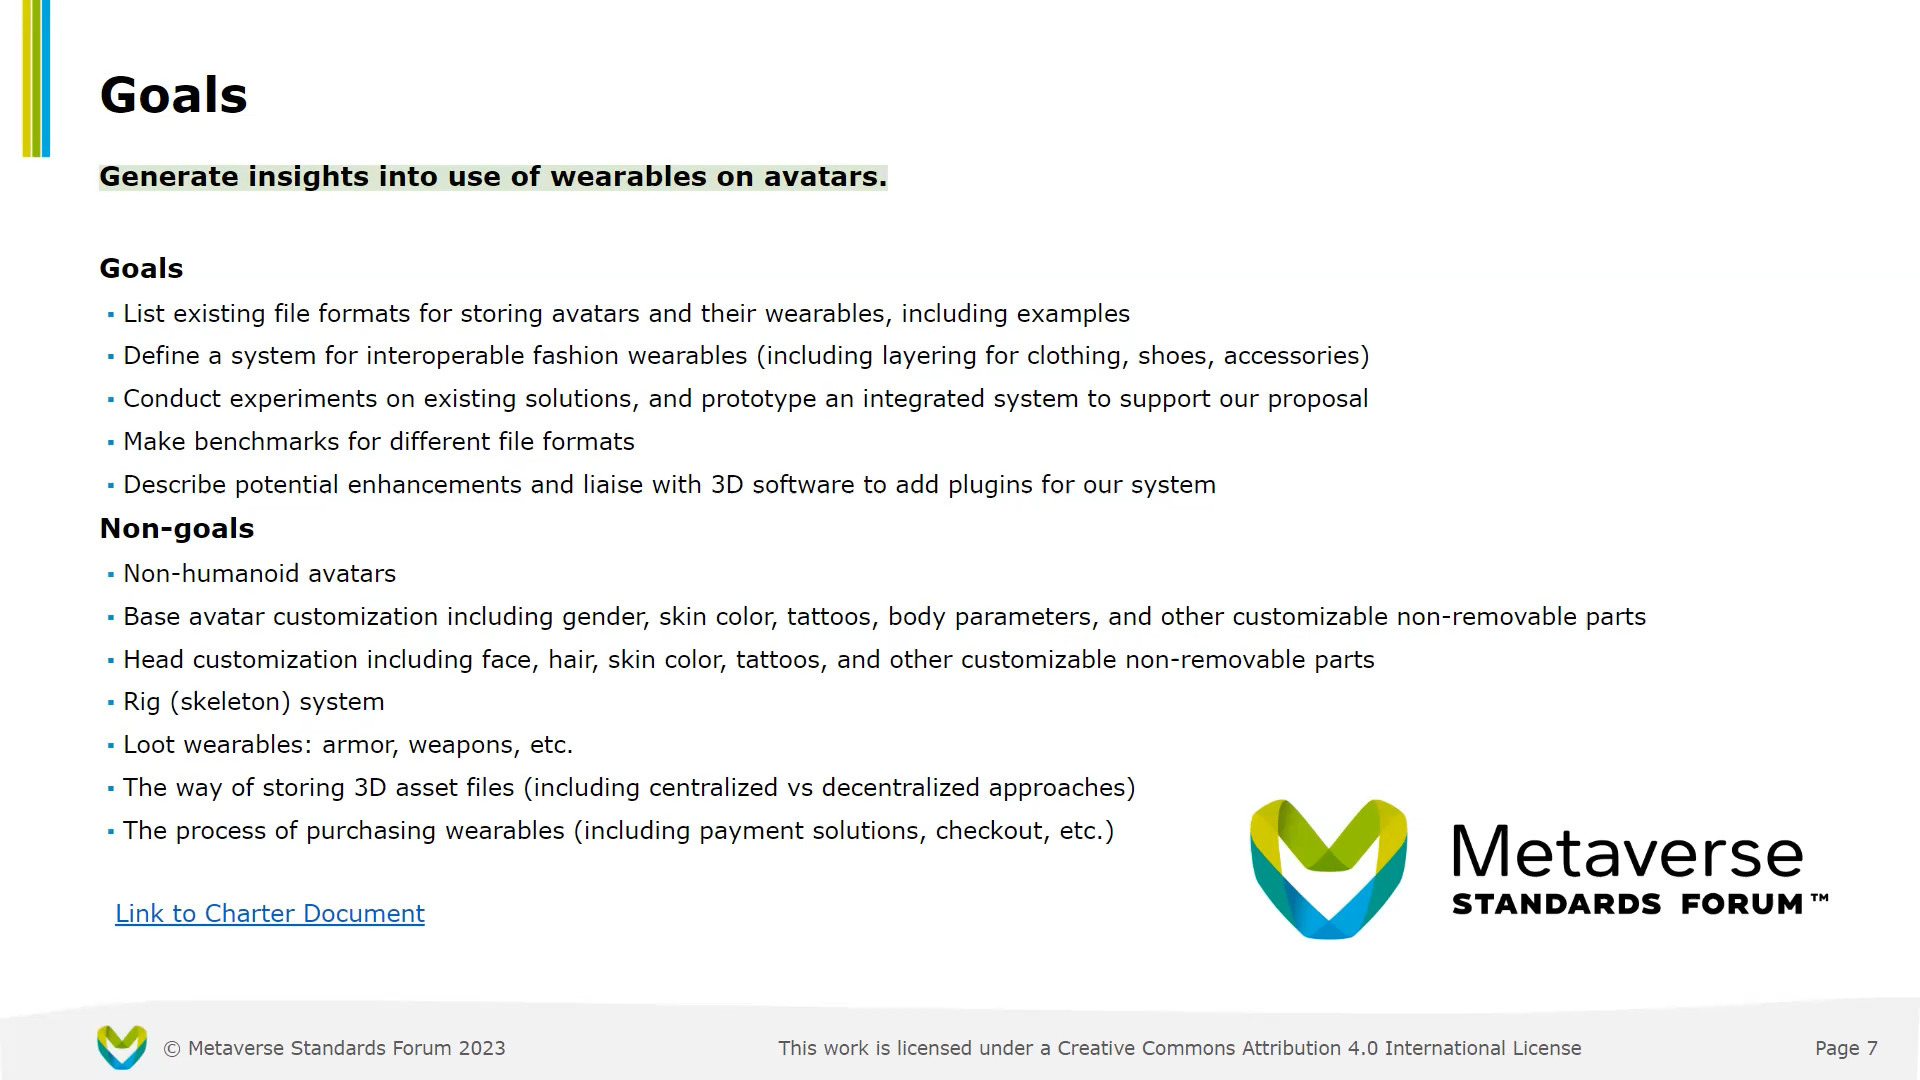 Goals
Generate insights into use of wearables on avatars.
Goals
▪ List existing file formats for storing avatars and their wearables, including examples
▪ Define a system for interoperable fashion wearables (including layering for clothing, shoes, accessories)
▪ Conduct experiments on existing solutions, and prototype an integrated system to support our proposal
▪ Make benchmarks for different file formats
▪ Describe potential enhancements and liaise with 3D software to add plugins for our system
Non-goals
▪ Non-humanoid avatars
▪ Base avatar customization including gender, skin color, tattoos, body parameters, and other customizable non-removable parts
▪ Head customization including face, hair, skin color, tattoos, and other customizable non-removable parts
▪ Rig (skeleton) system
▪ Loot wearables: armor, weapons, etc.
▪ The way of storing 3D asset files (including centralized vs decentralized approaches)
▪ The process of purchasing wearables (including payment solutions, checkout, etc.)
Link to Charter Document
Metaverse
STANDARDS FORUM™
© Metaverse Standards Forum 2023
This work is licensed under a Creative Commons Attribution 4.0 International License
Page 7